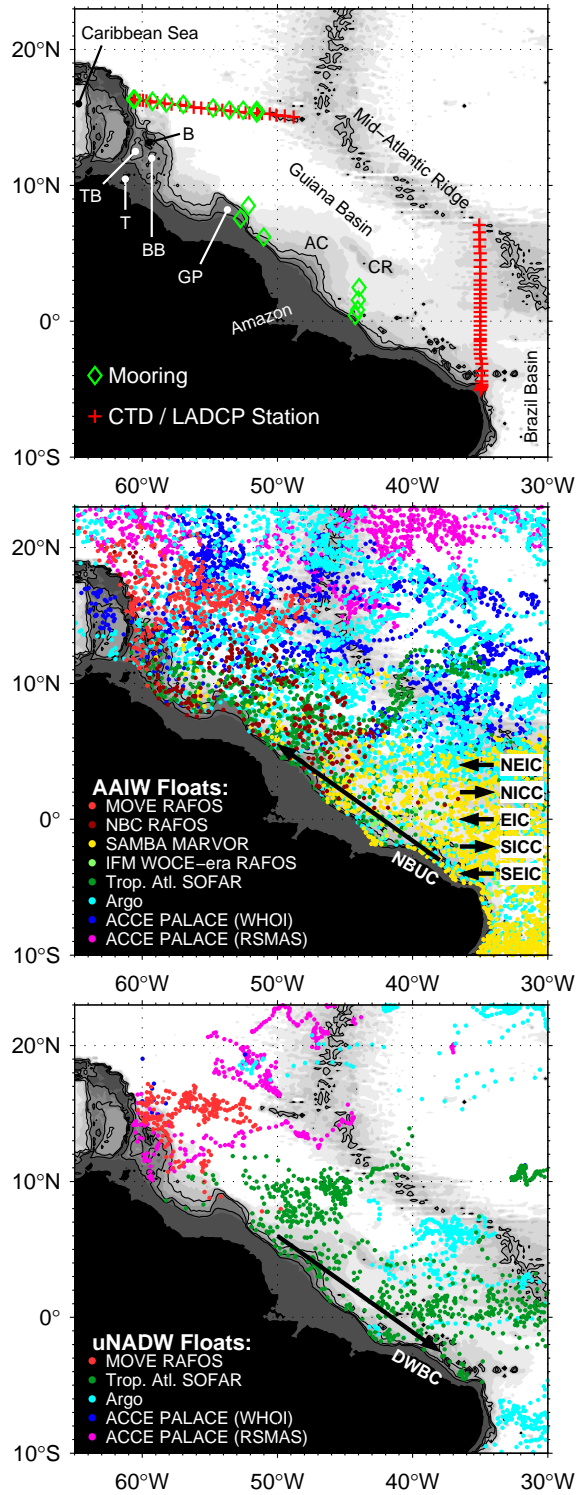 20°N
Caribbean Sea
Mid−Atlantic Ridge
B
10°N
TB
T
BB
Guiana Basin
GP
AC
CR
Amazon
0°
Mooring
CTD / LADCP Station
Brazil Basin
10°S
60°W 50°W 40°W 30°W
20°N
10°N
NEIC
AAIW Floats:
MOVE RAFOS
NICC
NBC RAFOS
0°
EIC
SAMBA MARVOR
SICC
IFM WOCE−era RAFOS
NBUC
SEIC
Trop. Atl. SOFAR
Argo
ACCE PALACE (WHOI)
ACCE PALACE (RSMAS)
10°S
60°W 50°W 40°W 30°W
20°N
10°N
0°
uNADW Floats:
DWBC
MOVE RAFOS
Trop. Atl. SOFAR
Argo
ACCE PALACE (WHOI)
ACCE PALACE (RSMAS)
10°S
60°W 50°W 40°W 30°W